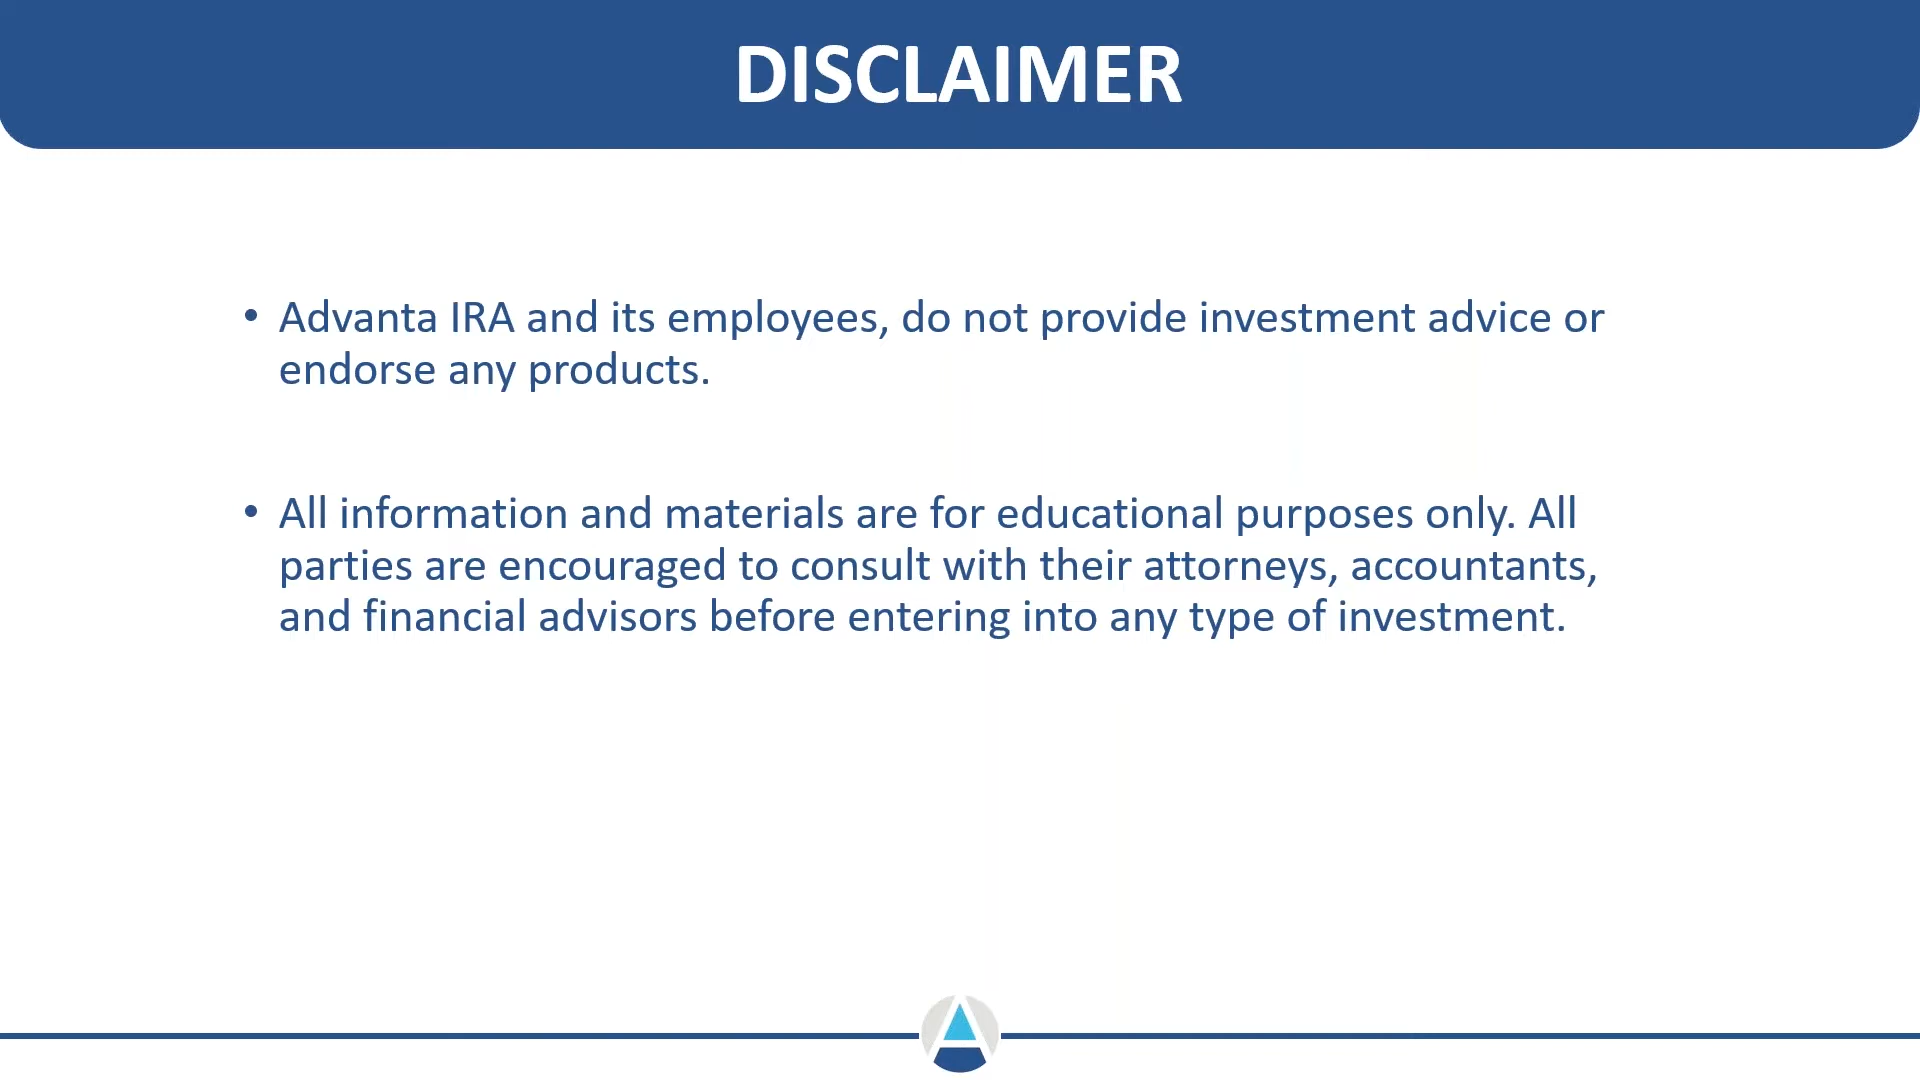 DISCLAIMER
• Advanta IRA and its employees, do not provide investment advice or
endorse any products.
• All information and materials are for educational purposes only. All
parties are encouraged to consult with their attorneys, accountants,
and financial advisors before entering into any type of investment.